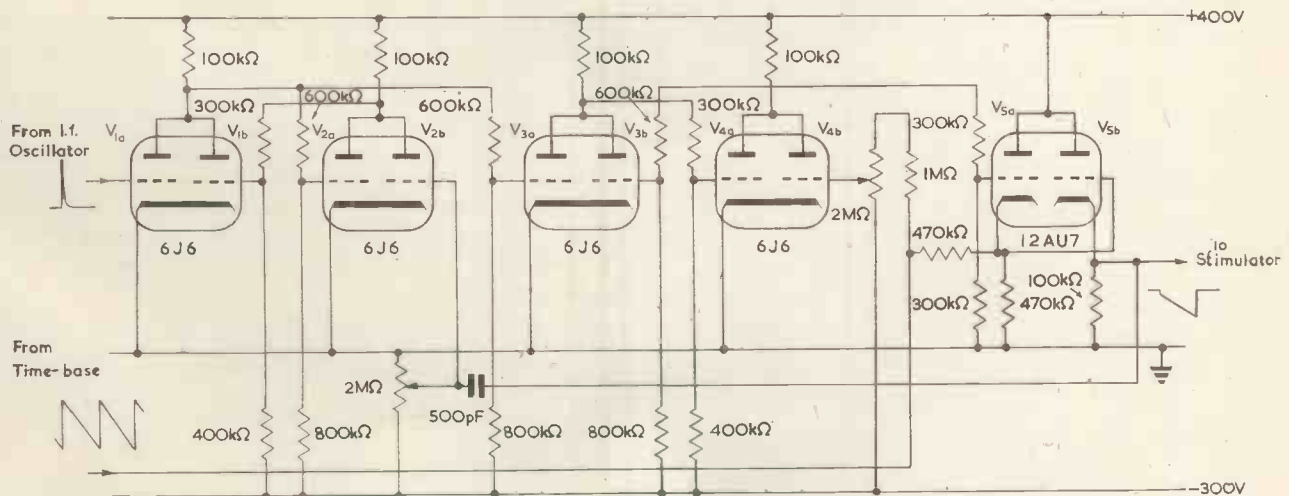 +400V
100kΩ
100kΩ
100kΩ
100kΩ
300kΩ
600kΩ
600kΩ
600kΩ
300kΩ
300kΩ
From l.f.
Oscillator
V1a
V1b
V2a
V2b
V3a
V3b
V4a
V4b
V5a
V5b
1MΩ
2MΩ
6J6
6J6
6J6
6J6
470kΩ
12AU7
To
Stimulator
100kΩ
300kΩ
470kΩ
From
Time-base
2MΩ
500pF
400kΩ
800kΩ
800kΩ
800kΩ
400kΩ
-300V